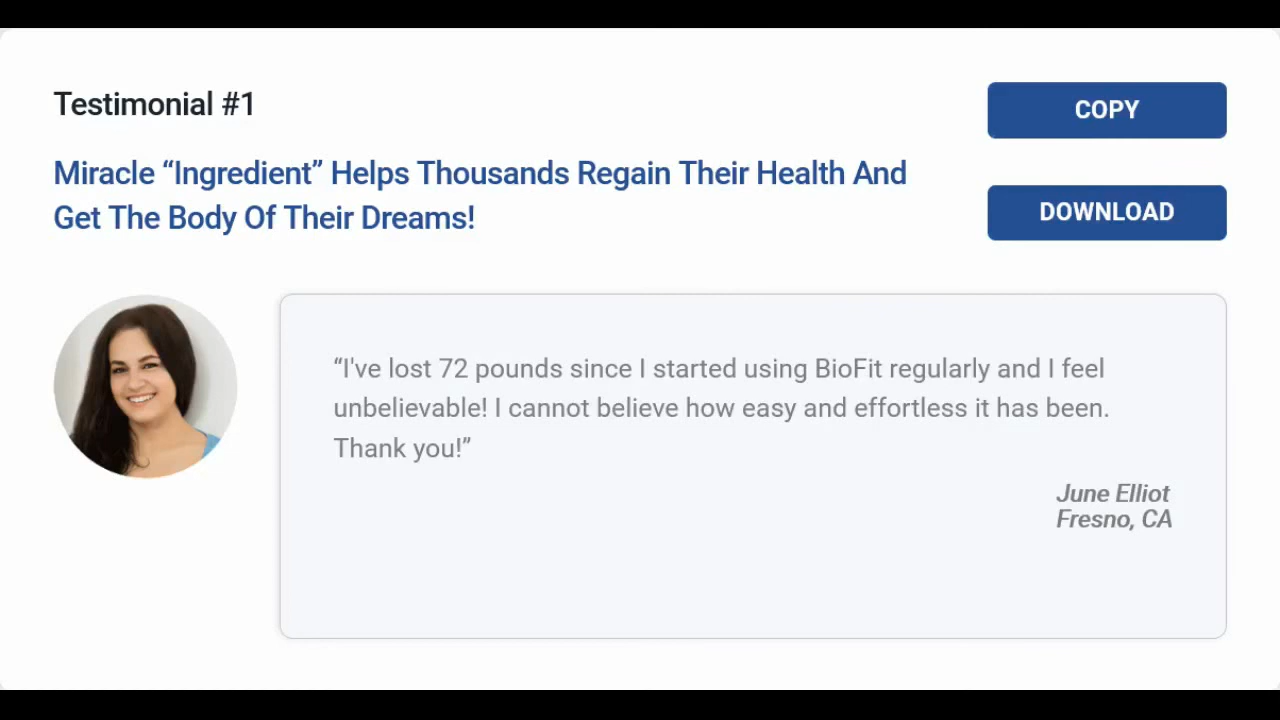 Testimonial #1
COPY
Miracle “Ingredient” Helps Thousands Regain Their Health And
Get The Body Of Their Dreams!
DOWNLOAD
“I've lost 72 pounds since I started using BioFit regularly and I feel
unbelievable! I cannot believe how easy and effortless it has been.
Thank you!”
June Elliot
Fresno, CA